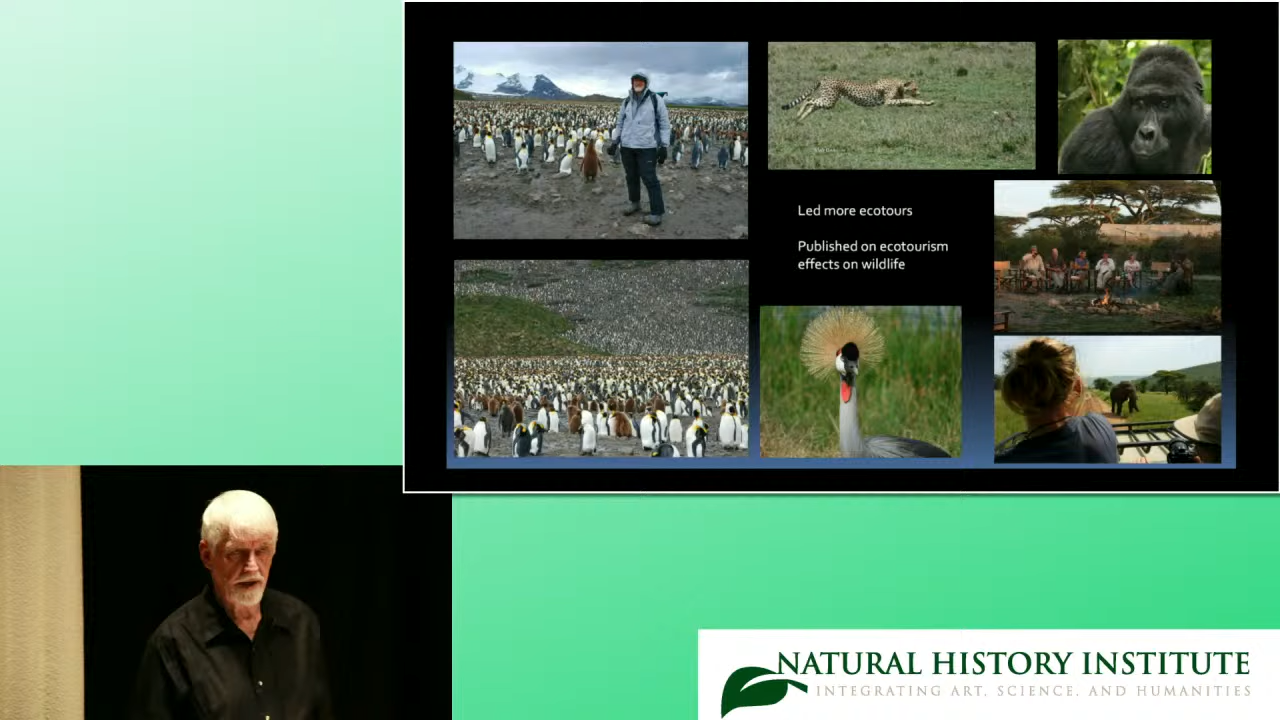 Led more ecotours
Published on ecotourism
effects on wildlife
NATURAL HISTORY INSTITUTE
INTEGRATING ART, SCIENCE, AND HUMANITIES